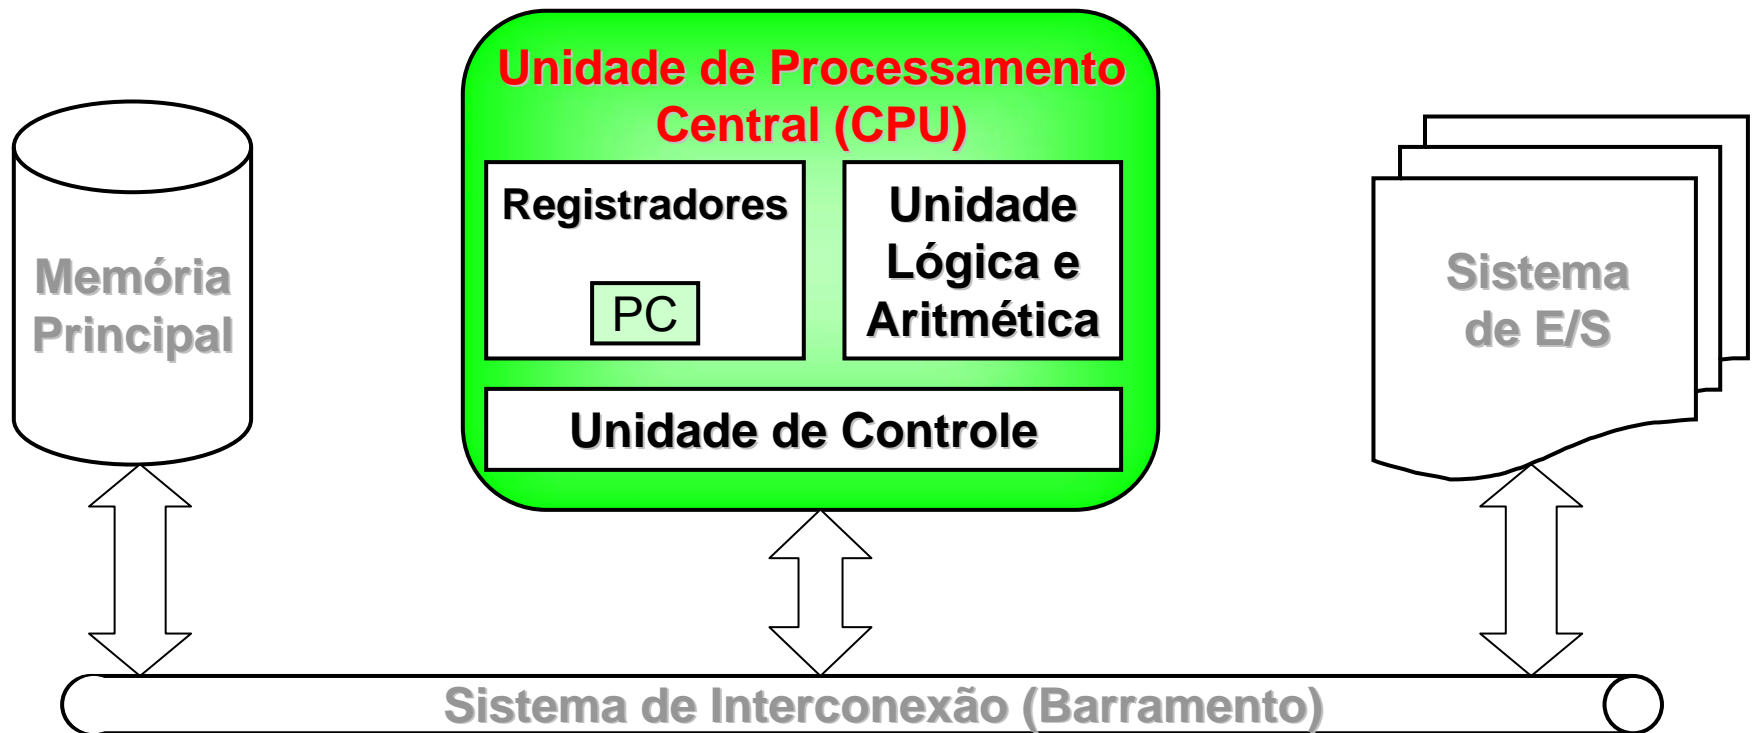 Unidade de Processamento
Central (CPU)
Registradores
PC
Unidade
Lógica e
Aritmética
Unidade de Controle
Memória
Principal
Sistema
de E/S
Sistema de Interconexão (Barramento)